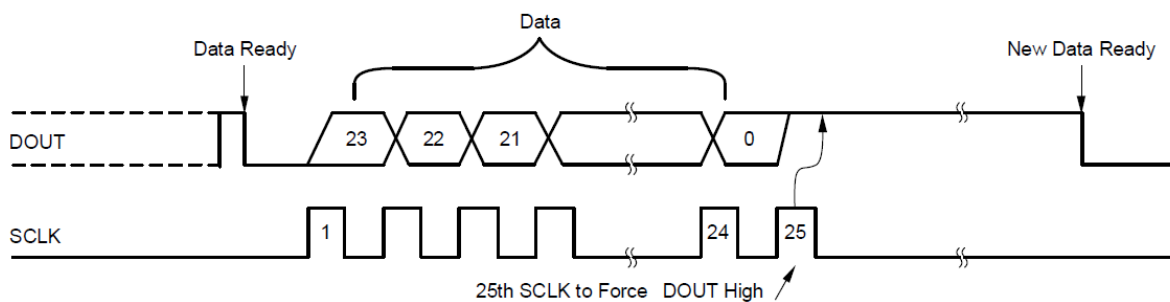 Data
Data Ready
New Data Ready
DOUT
23 22 21 0
SCLK
1 24 25
25th SCLK to Force DOUT High